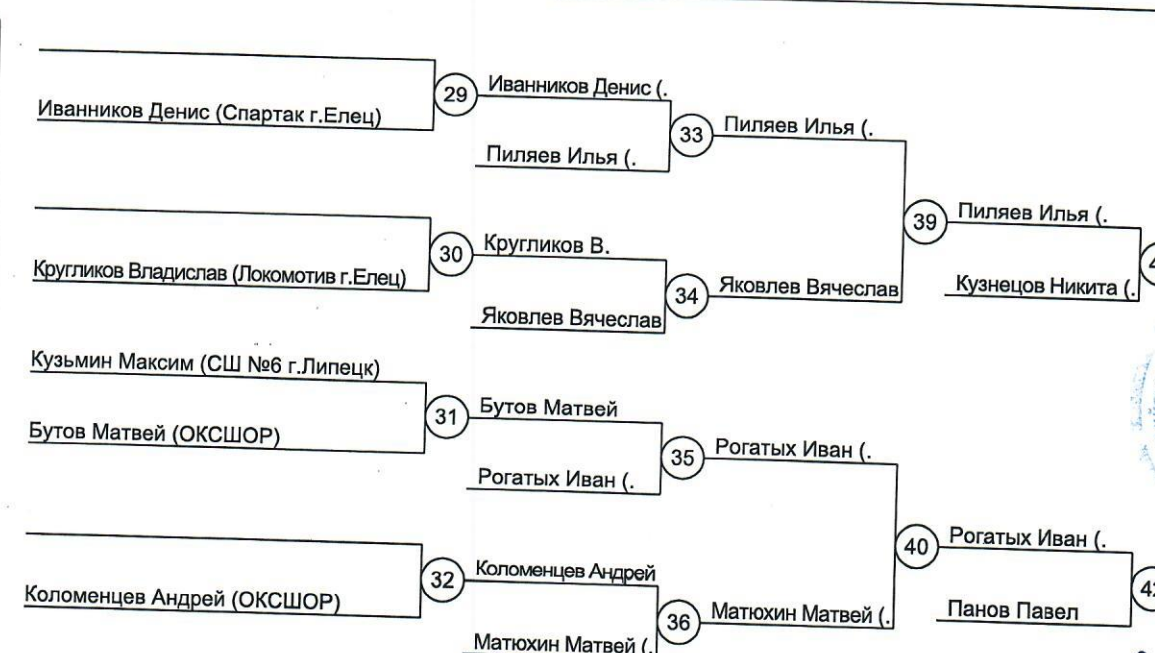 Иванников Денис (Спартак г.Елец)
29
Иванников Денис (.
Пиляев Илья (.
33
Пиляев Илья (.
Кругликов Владислав (Локомотив г.Елец)
30
Кругликов В.
Яковлев Вячеслав
34
Яковлев Вячеслав
39
Пиляев Илья (.
Кузнецов Никита (.
Кузьмин Максим (СШ №6 г.Липецк)
Бутов Матвей (ОКСШОР)
31
Бутов Матвей
Рогатых Иван (.
35
Рогатых Иван (.
Коломенцев Андрей (ОКСШОР)
32
Коломенцев Андрей
Матюхин Матвей (.
36
Матюхин Матвей (.
40
Рогатых Иван (.
Панов Павел
42